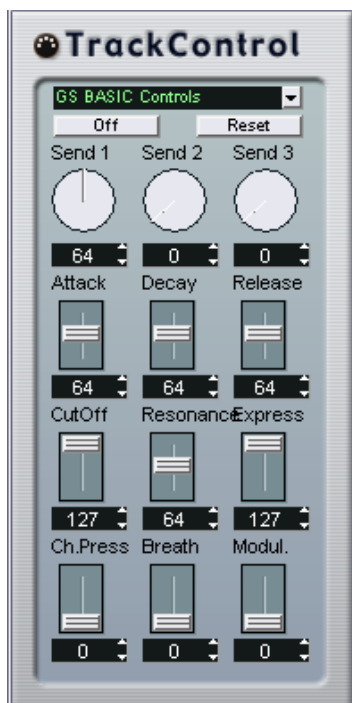 TrackControl
GS BASIC Controls
Off Reset
Send 1 Send 2 Send 3
64 0 0
Attack Decay Release
64 64 64
CutOff Resonance Express
127 64 127
Ch.Press Breath Modul.
0 0 0